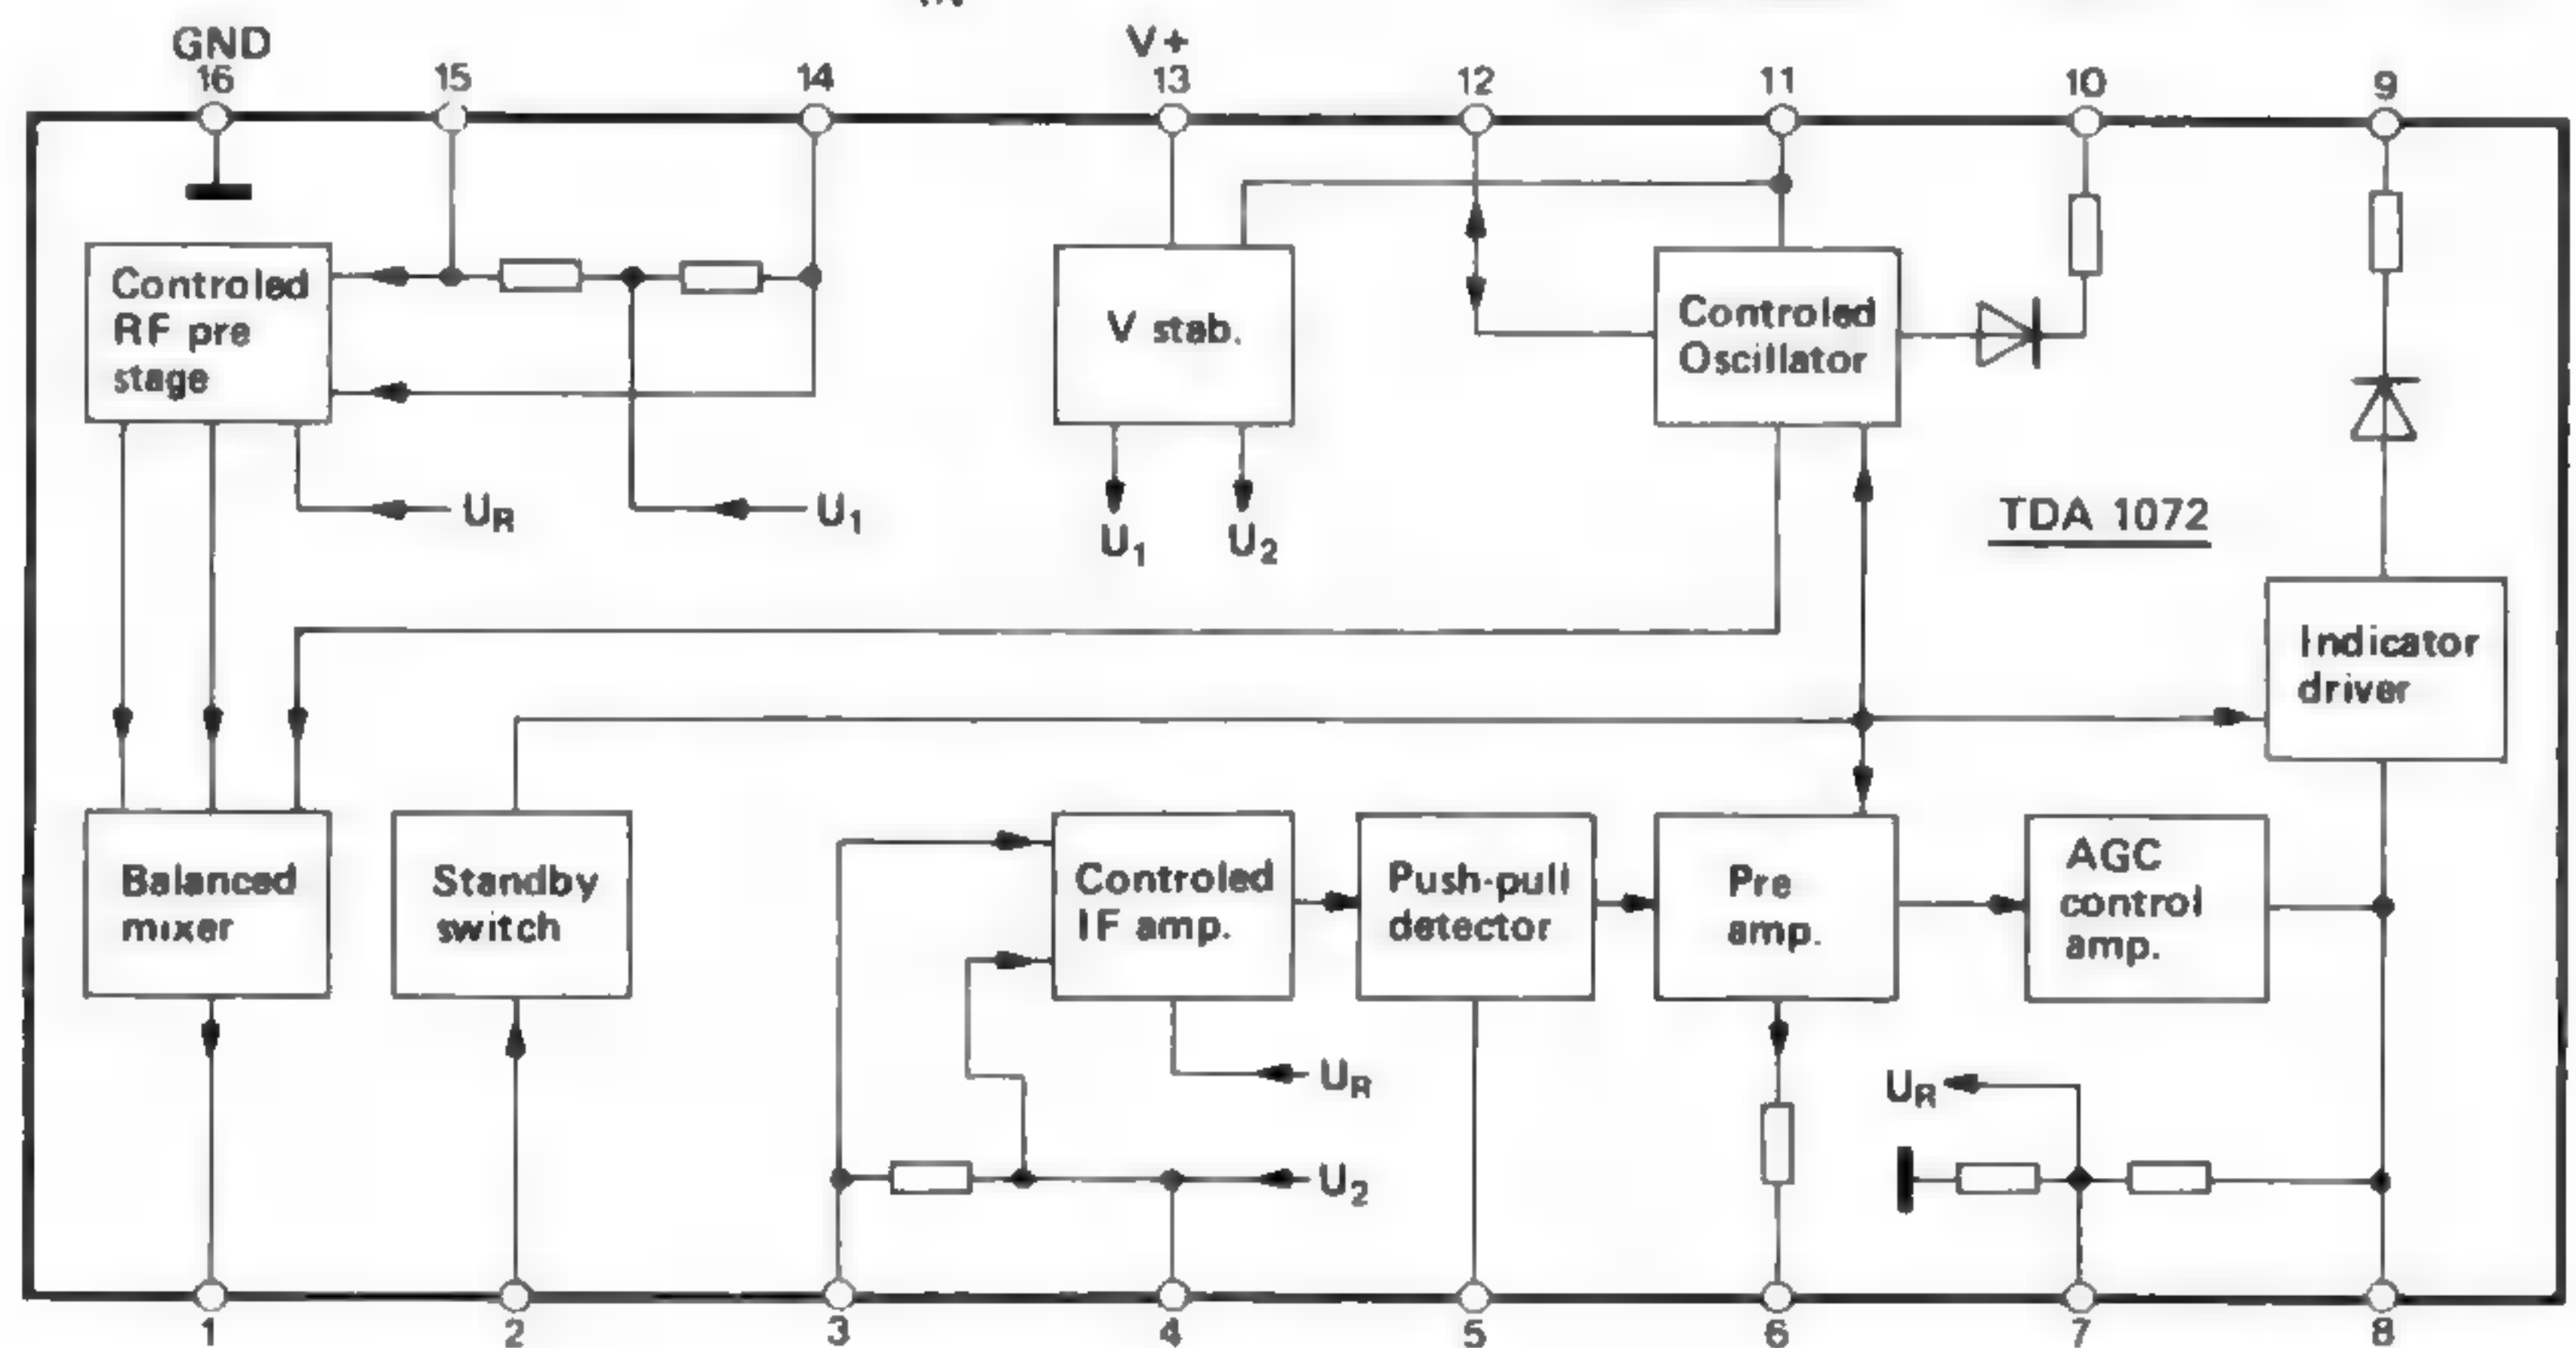 GND
V+
16 15 14 13 12 11 10 9
Controled
RF pre
stage
V stab.
Controled
Oscillator
UR
U1
U1
U2
TDA 1072
Indicator
driver
Balanced
mixer
Standby
switch
Controled
IF amp.
Push-pull
detector
Pre
amp.
AGC
control
amp.
UR
UR
U2
1 2 3 4 5 6 7 8